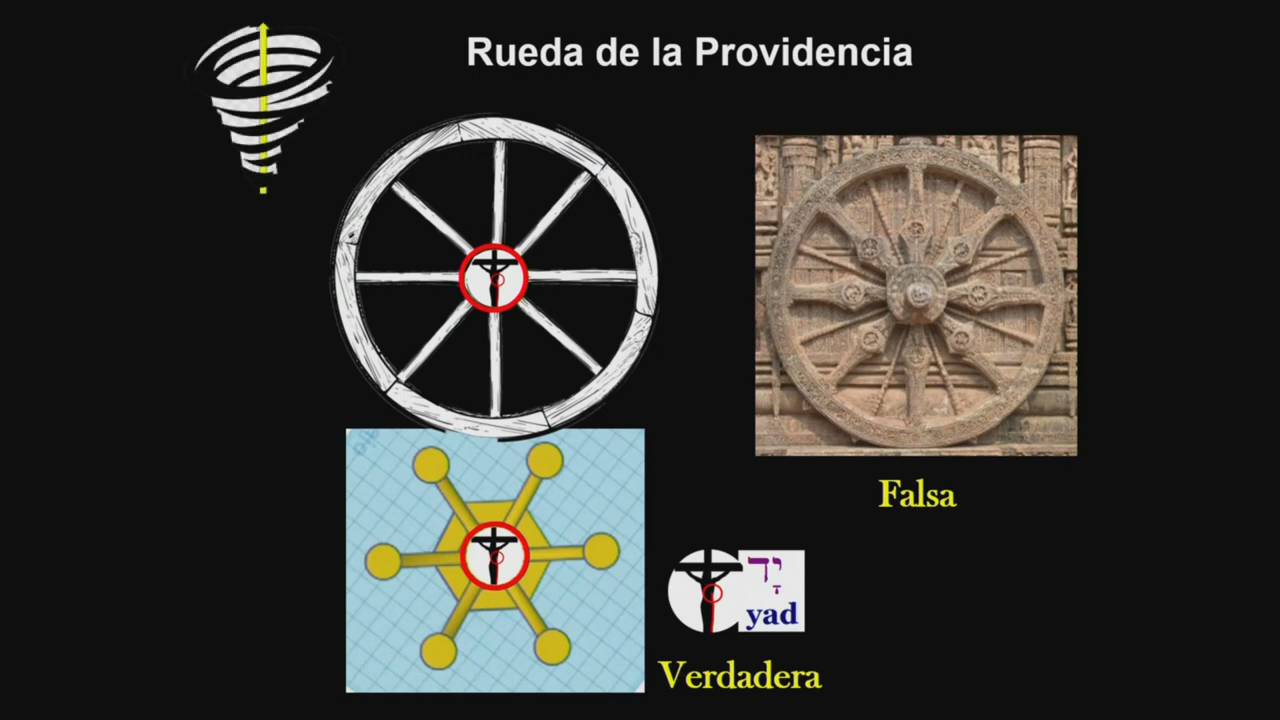 Rueda de la Providencia
Falsa
יָד
yad
Verdadera